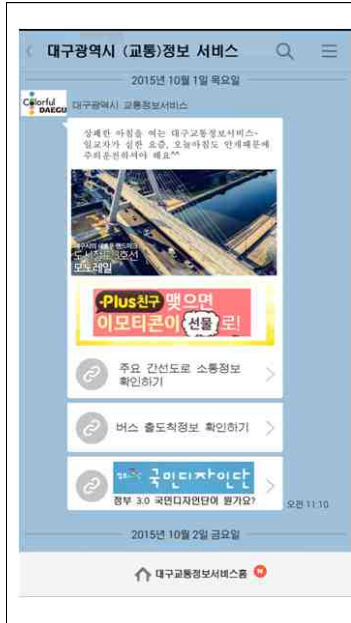 대구광역시 (교통)정보 서비스
2015년 10월 1일 목요일
Colorful
DAEGU
대구광역시 교통정보서비스
상쾌한 아침을 여는 대구교통정보서비스~
일교차가 심한 요즘, 오늘아침도 안개때문에
주의운전하셔야 해요^^
도시철도 3호선
모노레일
Plus친구 맺으면
이모티콘이 선물로!
주요 간선도로 소통정보
확인하기
버스 출도착정보 확인하기
국민디자인단
정부 3.0 국민디자인단이 뭔가요?
오전 11:10
2015년 10월 2일 금요일
대구교통정보서비스홈 N